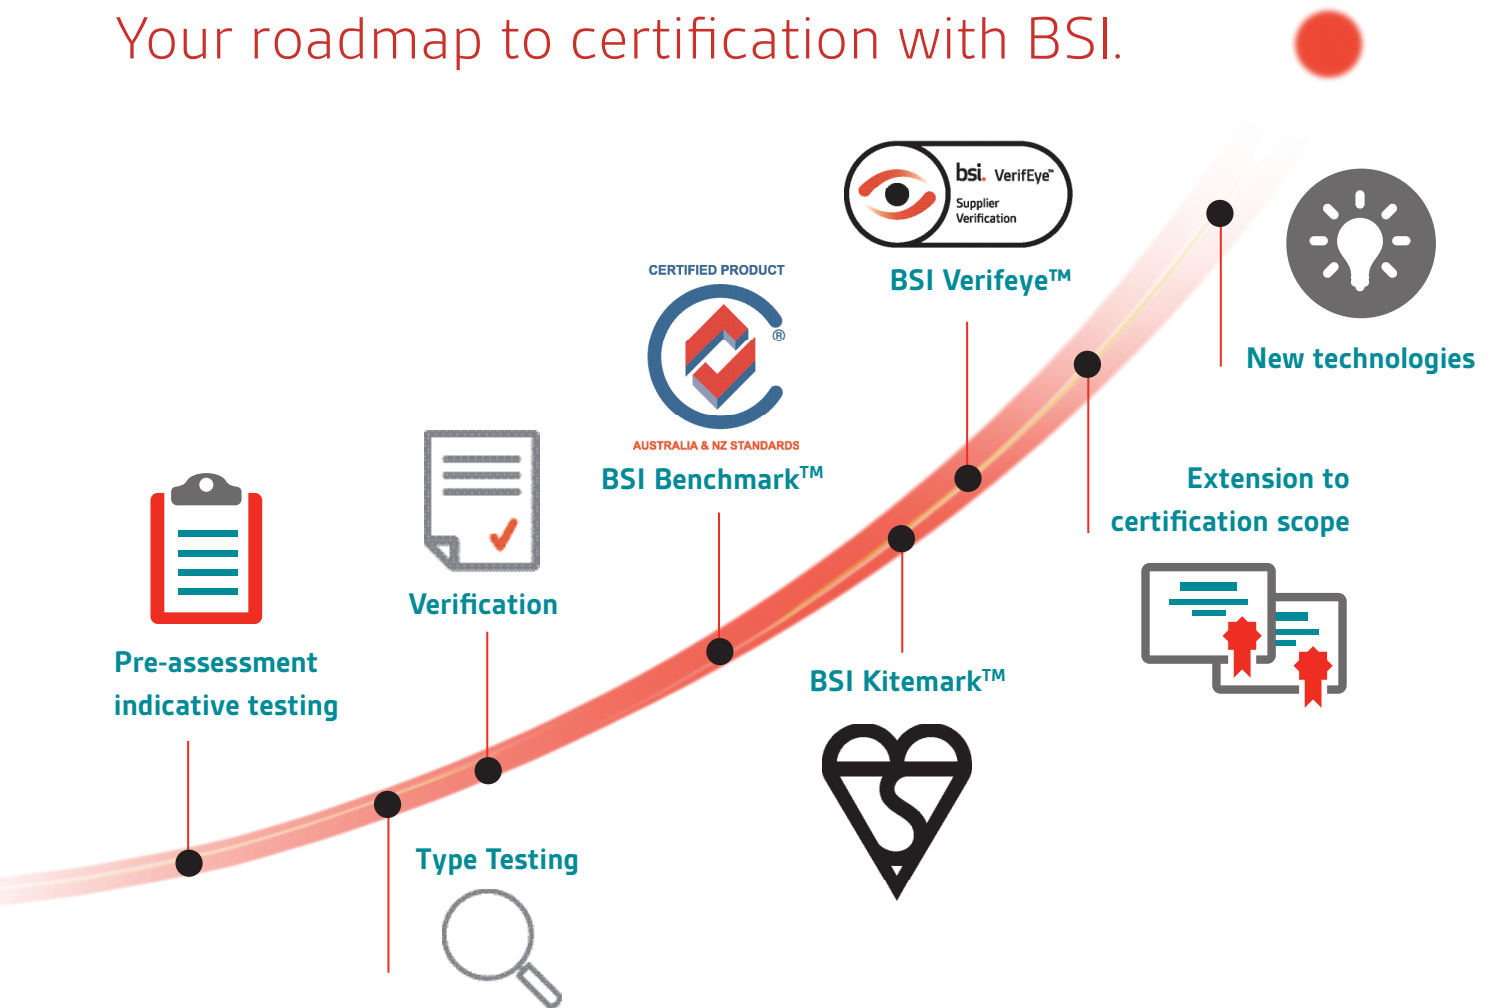 Your roadmap to certification with BSI.
bsi. VerifEye™
Supplier
Verification
BSI Verifeye™
CERTIFIED PRODUCT
®
AUSTRALIA & NZ STANDARDS
BSI Benchmark™
New technologies
Verification
Extension to
certification scope
Pre-assessment
indicative testing
BSI Kitemark™
Type Testing